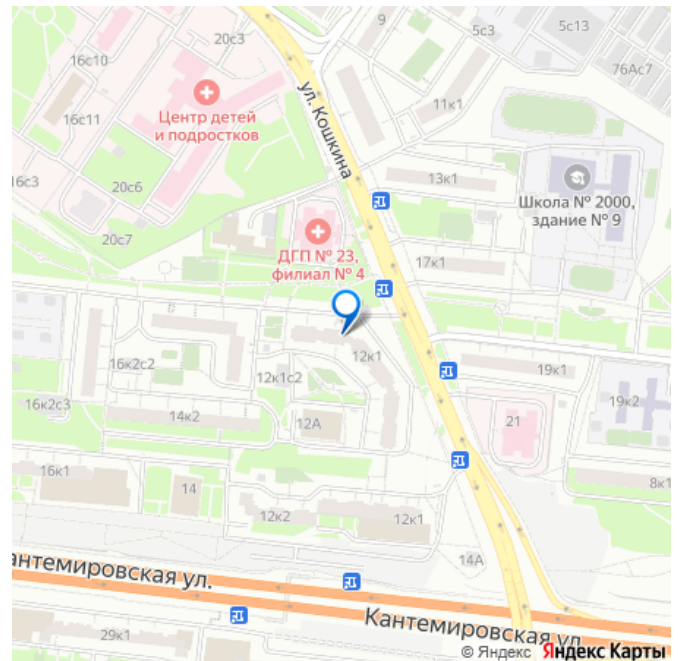 9
5с3
5с13
20с3
16с10
76Ас7
Центр детей
и подростков
ул. Кошкина
11к1
16с11
Школа № 2000,
здание № 9
13к1
16с3
20с6
20с7
ДГП № 23,
филиал № 4
17к1
12к1
16к2с2
12к1с2
19к1
16к2с3
14к2
12А
21
19к2
16к1
14
8к1
12к2
12к1
14А
Кантемировская ул.
Кантемировская ул.
29к1
© Яндекс Яндекс Карты